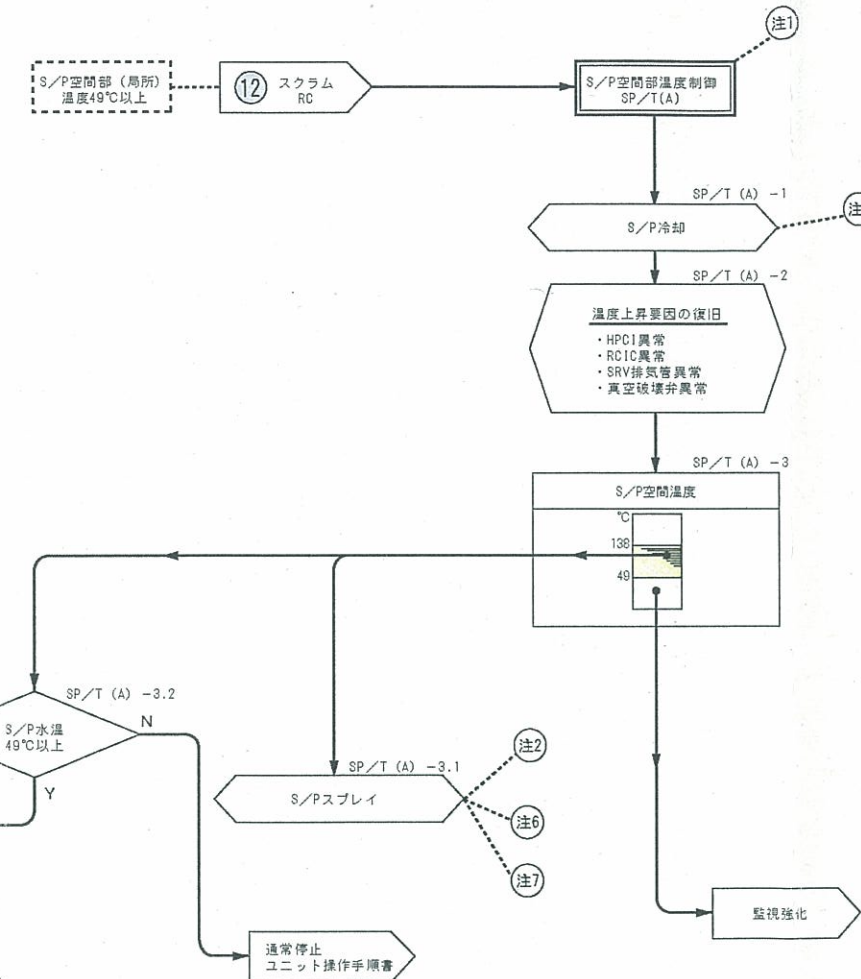 注1
S/P空間部（局所）
温度49℃以上
12 スクラム
RC
S/P空間部温度制御
SP/T(A)
SP/T (A) -1
S/P冷却
注
SP/T (A) -2
温度上昇要因の復旧
・HPCI異常
・RCIC異常
・SRV排気管異常
・真空破壊弁異常
SP/T (A) -3
S/P空間温度
℃
138
49
SP/T (A) -3.2
S/P水温
49℃以上
N
Y
SP/T (A) -3.1
S/Pスプレイ
注2
注6
注7
監視強化
通常停止
ユニット操作手順書